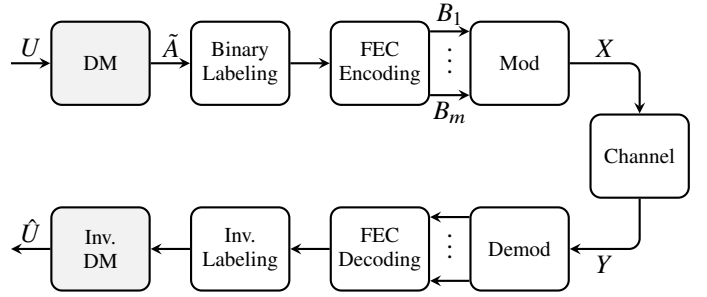 U
DM
Ã
Binary
Labeling
FEC
Encoding
B₁
⋮
Bₘ
Mod
X
Channel
Û
Inv.
DM
Inv.
Labeling
FEC
Decoding
⋮
Demod
Y